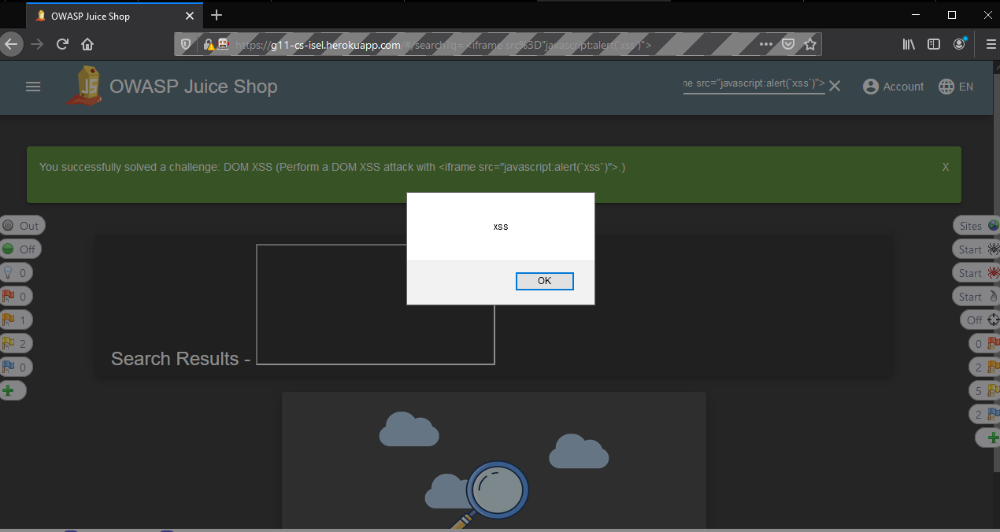 OWASP Juice Shop
https://g11-cs-isel.herokuapp.com/#/search?q=<iframe src%3D"javascript:alert(`xss`)">
JS
OWASP Juice Shop
ne src="javascript:alert(`xss`)">
Account
EN
You successfully solved a challenge: DOM XSS (Perform a DOM XSS attack with <iframe src="javascript:alert(`xss`)">.)
X
xss
OK
Out
Off
0
0
1
2
0
Sites
Start
Start
Start
Off
0
2
5
2
Search Results -